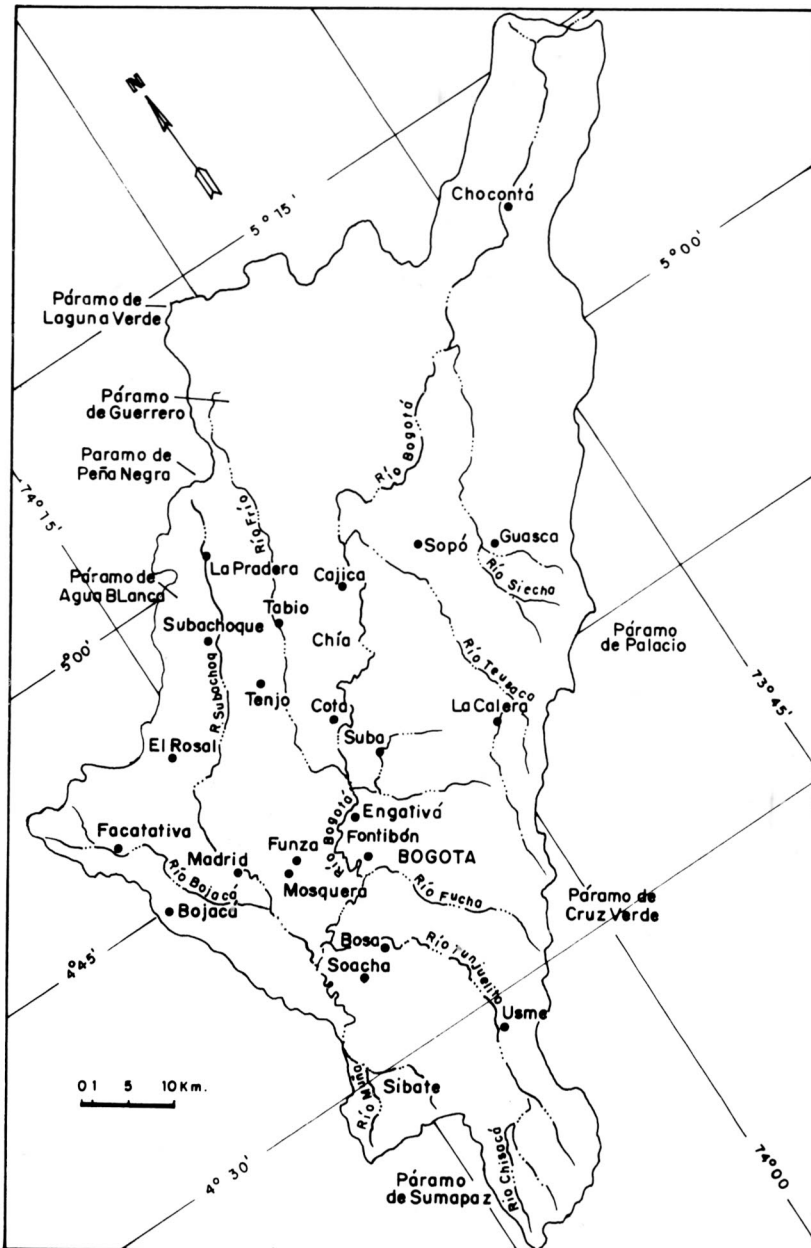 N
Chocontá
5° 15'
5° 00'
Páramo de
Laguna Verde
Páramo
de Guerrero
Río Bogotá
Paramo de
Peña Negra
74° 15'
Río Frío
Sopó
Guasca
La Pradera
Cajica
Río Siecha
Páramo de
Agua BLanca
Tabio
Subachoque
Chía
Páramo
de Palacio
5° 00'
R. Subachoq
Río Teusaca
73° 45'
Tenjo
Cota
La Calera
Suba
El Rosal
Río Bogotá
Engativá
Facatativa
Funza
Fontibón
BOGOTA
Madrid
Mosquera
Río Bojacá
Río Fucha
Bojacá
Páramo de
Cruz Verde
4° 45'
Bosa
Río Tunjuelito
Soacha
Usme
0 1 5 10 Km.
Río Muña
Sibate
4° 30'
Páramo
de Sumapaz
Río Chisacá
74° 00